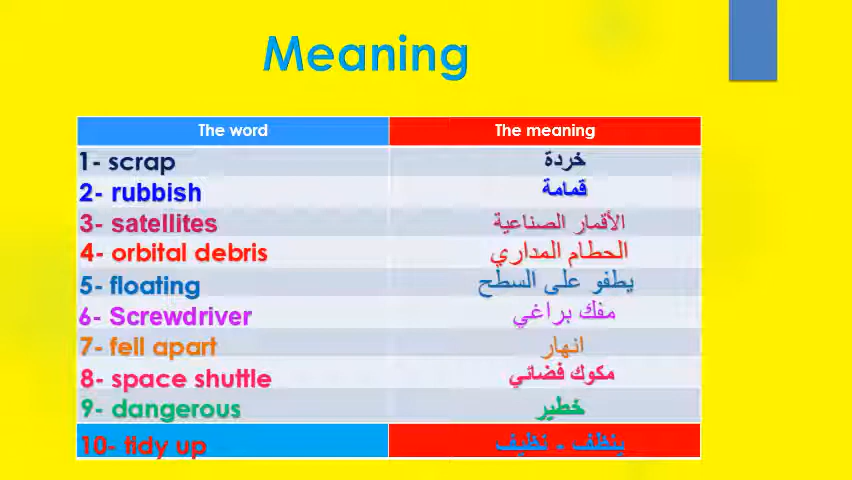 Meaning
The word The meaning
1- scrap خردة
2- rubbish قمامة
3- satellites الأقمار الصناعية
4- orbital debris الحطام المداري
5- floating يطفو على السطح
6- Screwdriver مفك براغي
7- fell apart انهار
8- space shuttle مكوك فضائي
9- dangerous خطير
10- tidy up ينظف - تنظيف